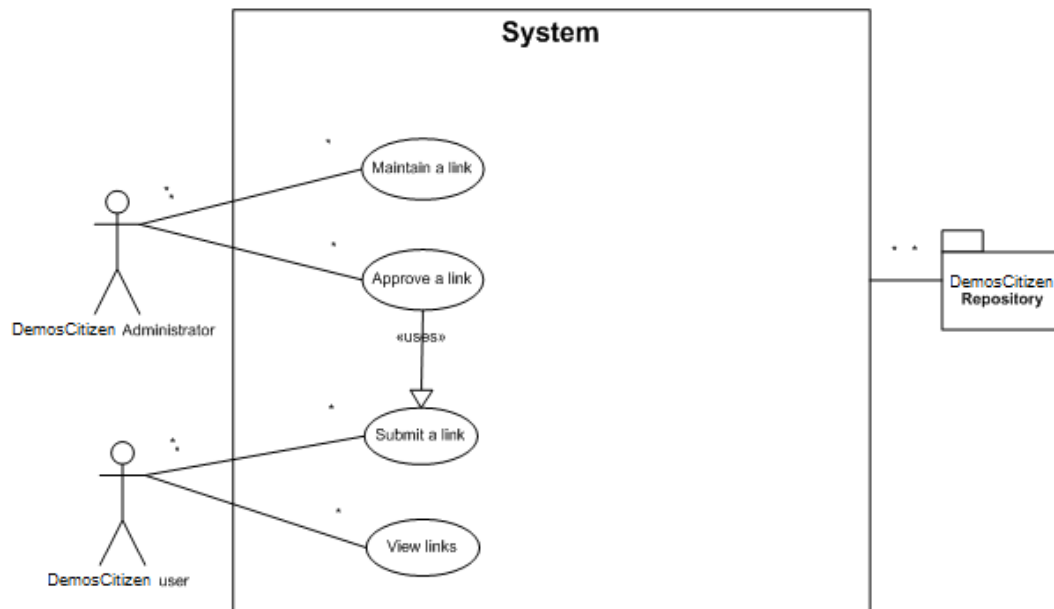 System
*
Maintain a link
*
*
*
Approve a link
DemosCitizen Administrator
* *
DemosCitizen
Repository
«uses»
*
Submit a link
*
*
*
View links
DemosCitizen user